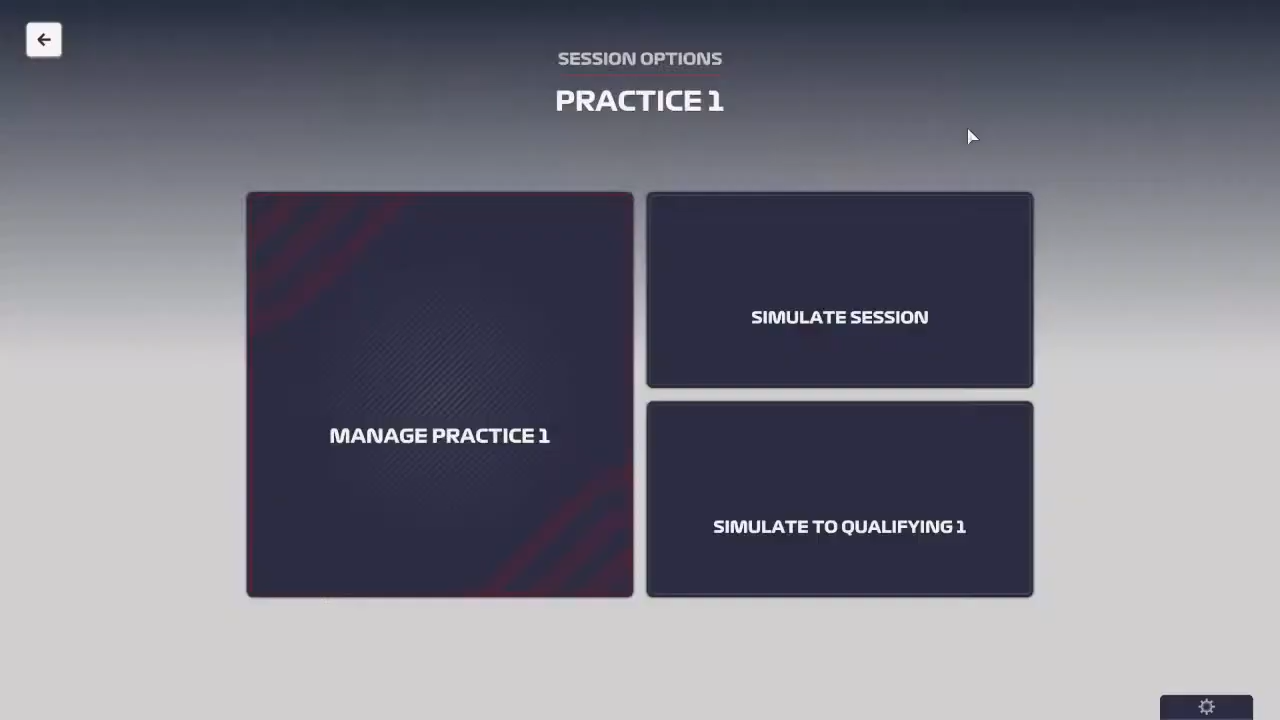 SESSION OPTIONS
PRACTICE 1
MANAGE PRACTICE 1
SIMULATE SESSION
SIMULATE TO QUALIFYING 1